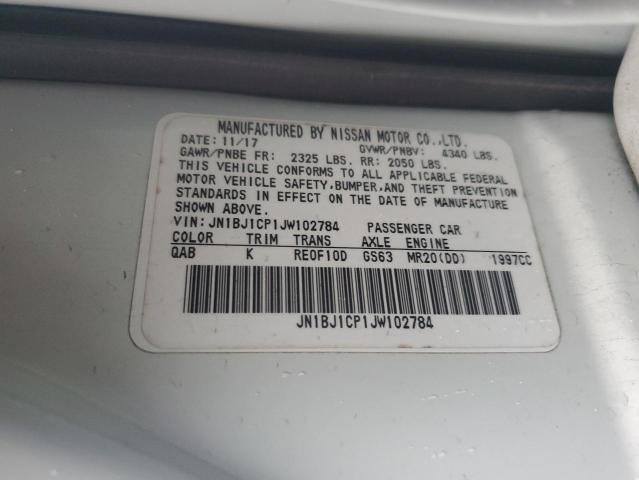 MANUFACTURED BY NISSAN MOTOR CO.,LTD.
DATE: 11/17 GVWR/PNBV: 4340 LBS.
GAWR/PNBE FR: 2325 LBS. RR: 2050 LBS.
THIS VEHICLE CONFORMS TO ALL APPLICABLE FEDERAL
MOTOR VEHICLE SAFETY,BUMPER,AND THEFT PREVENTION
STANDARDS IN EFFECT ON THE DATE OF MANUFACTURE
SHOWN ABOVE.
VIN: JN1BJ1CP1JW102784 PASSENGER CAR
COLOR TRIM TRANS AXLE ENGINE
QAB K RE0F10D GS63 MR20(DD) 1997CC
JN1BJ1CP1JW102784